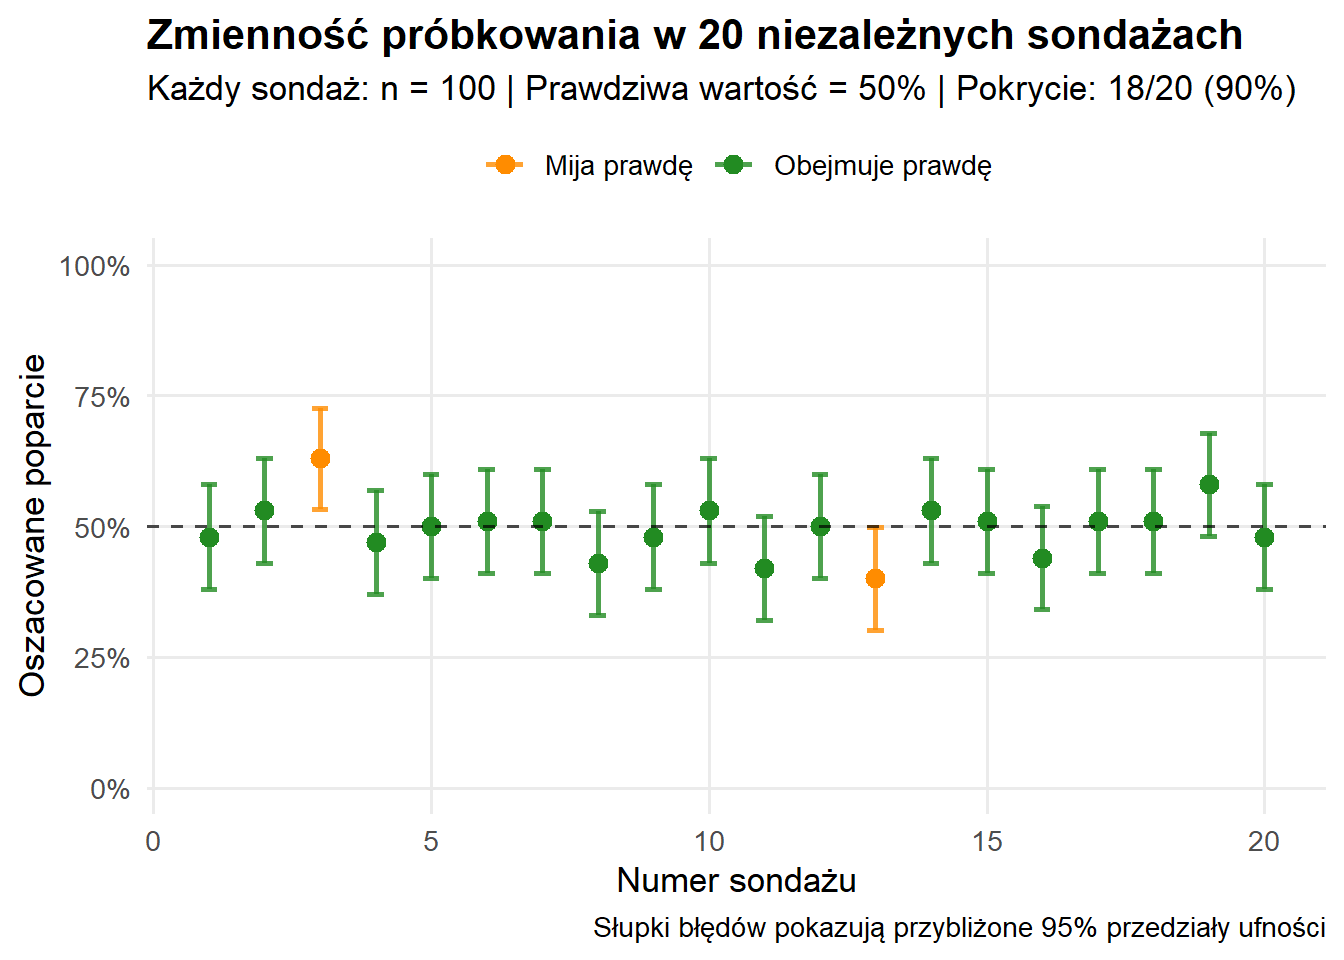 Zmienność próbkowania w 20 niezależnych sondażach
Każdy sondaż: n = 100 | Prawdziwa wartość = 50% | Pokrycie: 18/20 (90%)
Mija prawdę
Obejmuje prawdę
Oszacowane poparcie
100%
75%
50%
25%
0%
0
5
10
15
20
Numer sondażu
Słupki błędów pokazują przybliżone 95% przedziały ufności